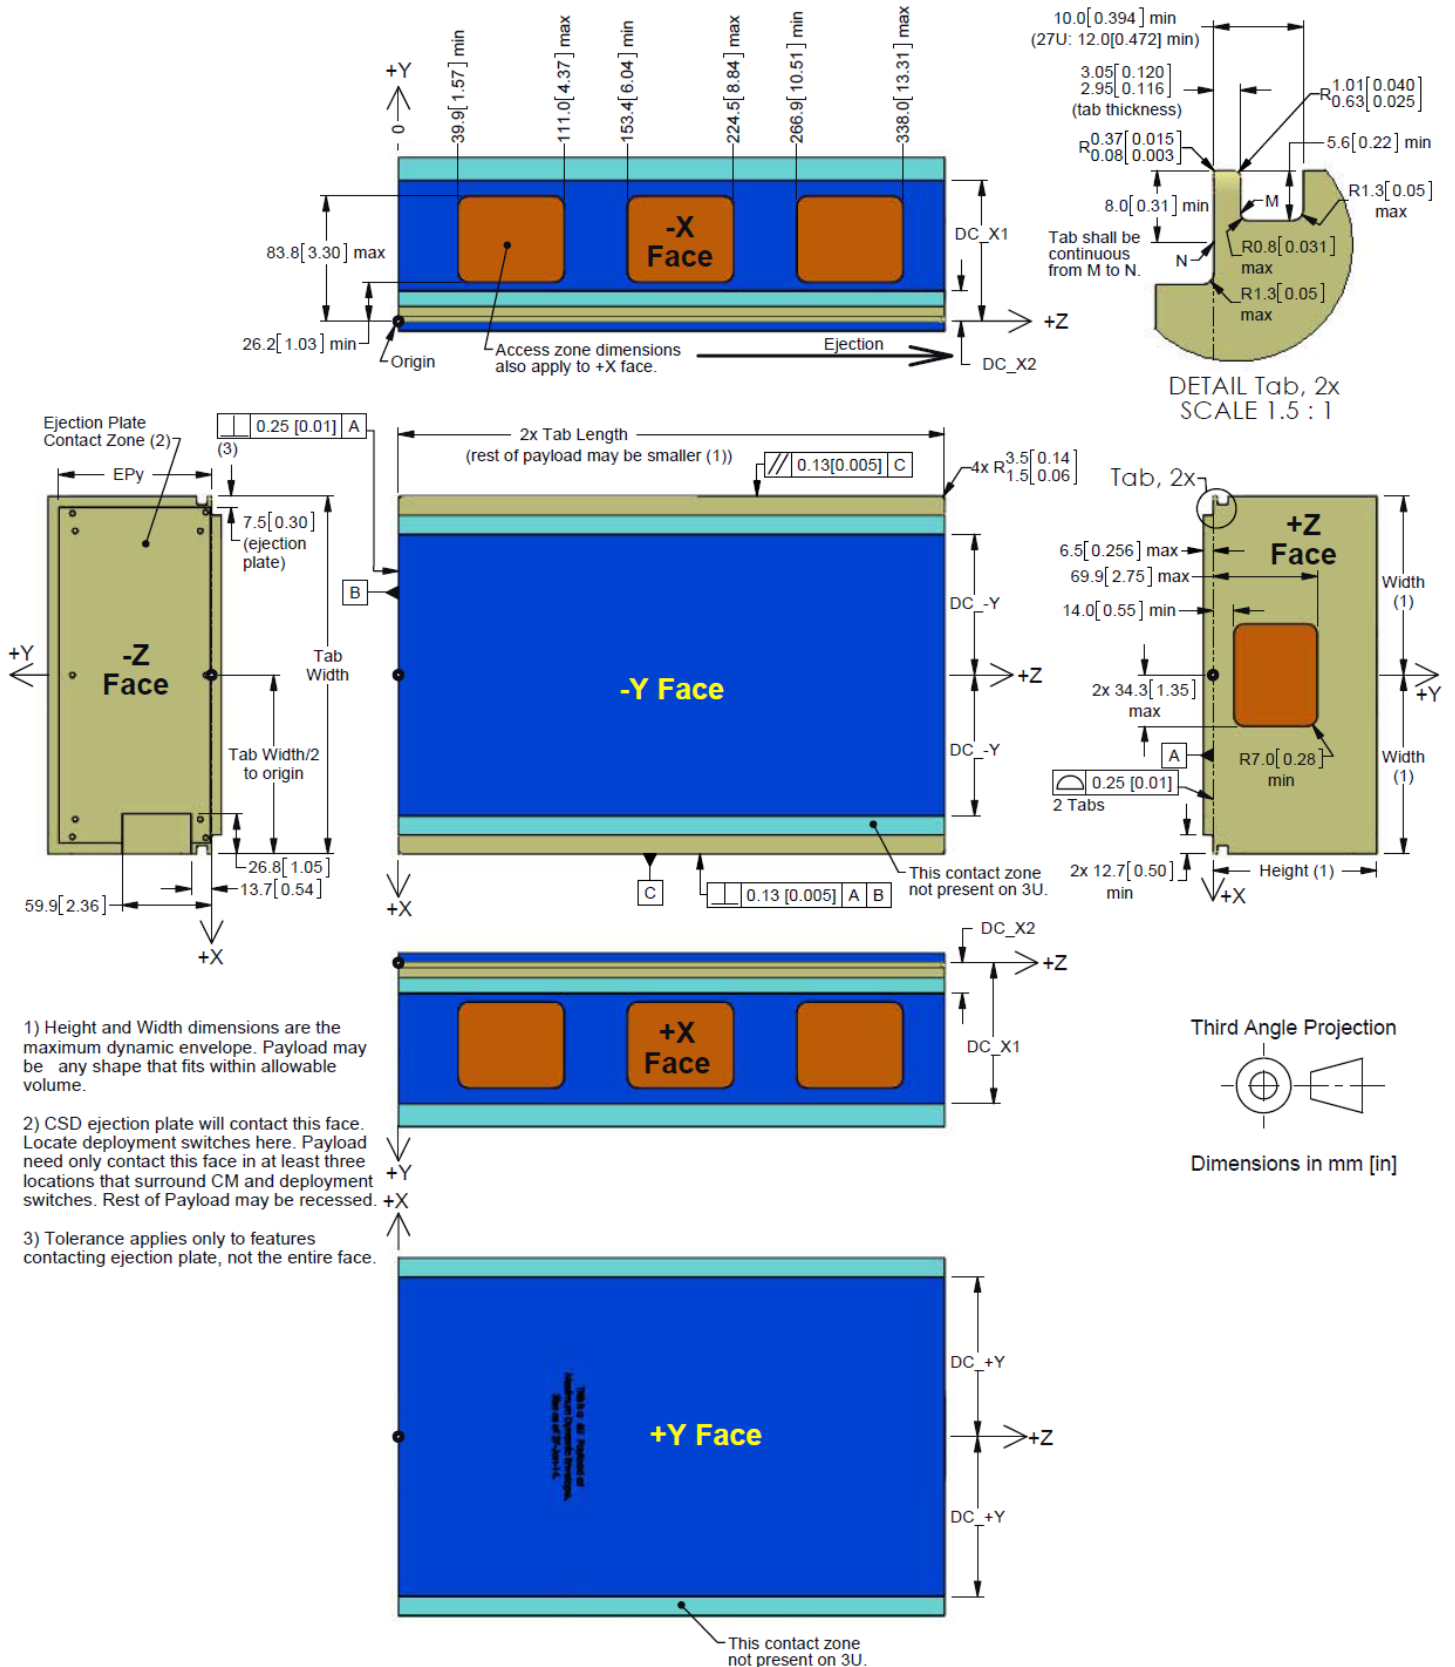 +Y
0
39.9[1.57] min
111.0[4.37] max
153.4[6.04] min
224.5[8.84] max
266.9[10.51] min
338.0[13.31] max
-X
Face
DC_X1
83.8[3.30] max
26.2[1.03] min
Origin
Access zone dimensions
also apply to +X face.
Ejection
+Z
DC_X2
10.0[0.394] min
(27U: 12.0[0.472] min)
3.05[0.120
2.95[0.116]
(tab thickness)
R1.01[0.040
0.63[0.025]
R0.37[0.015
0.08[0.003]
5.6[0.22] min
8.0[0.31] min
M
R1.3[0.05]
max
Tab shall be
continuous
from M to N.
N
R0.8[0.031]
max
R1.3[0.05]
max
DETAIL Tab, 2x
SCALE 1.5 : 1
Ejection Plate
Contact Zone (2)
EPy
0.25 [0.01] A
(3)
7.5[0.30]
(ejection
plate)
-Z
Face
+Y
Tab
Width
Tab Width/2
to origin
26.8[1.05]
13.7[0.54]
59.9[2.36]
+X
2x Tab Length
(rest of payload may be smaller (1))
0.13[0.005] C
4x R3.5[0.14
1.5[0.06]
B
DC_-Y
-Y Face
+Z
DC_-Y
This contact zone
not present on 3U.
C
0.13 [0.005] A B
+X
Tab, 2x
+Z
Face
6.5[0.256] max
69.9[2.75] max
14.0[0.55] min
Width
(1)
+Y
2x 34.3[1.35]
max
A
R7.0[0.28]
min
Width
(1)
0.25 [0.01]
2 Tabs
2x 12.7[0.50]
min
Height (1)
+X
DC_X2
+Z
+X
Face
DC_X1
+Y
1) Height and Width dimensions are the
maximum dynamic envelope. Payload may
be any shape that fits within allowable
volume.
2) CSD ejection plate will contact this face.
Locate deployment switches here. Payload
need only contact this face in at least three
locations that surround CM and deployment
switches. Rest of Payload may be recessed.
3) Tolerance applies only to features
contacting ejection plate, not the entire face.
Third Angle Projection
Dimensions in mm [in]
+X
DC_+Y
+Y Face
+Z
DC_+Y
This contact zone
not present on 3U.